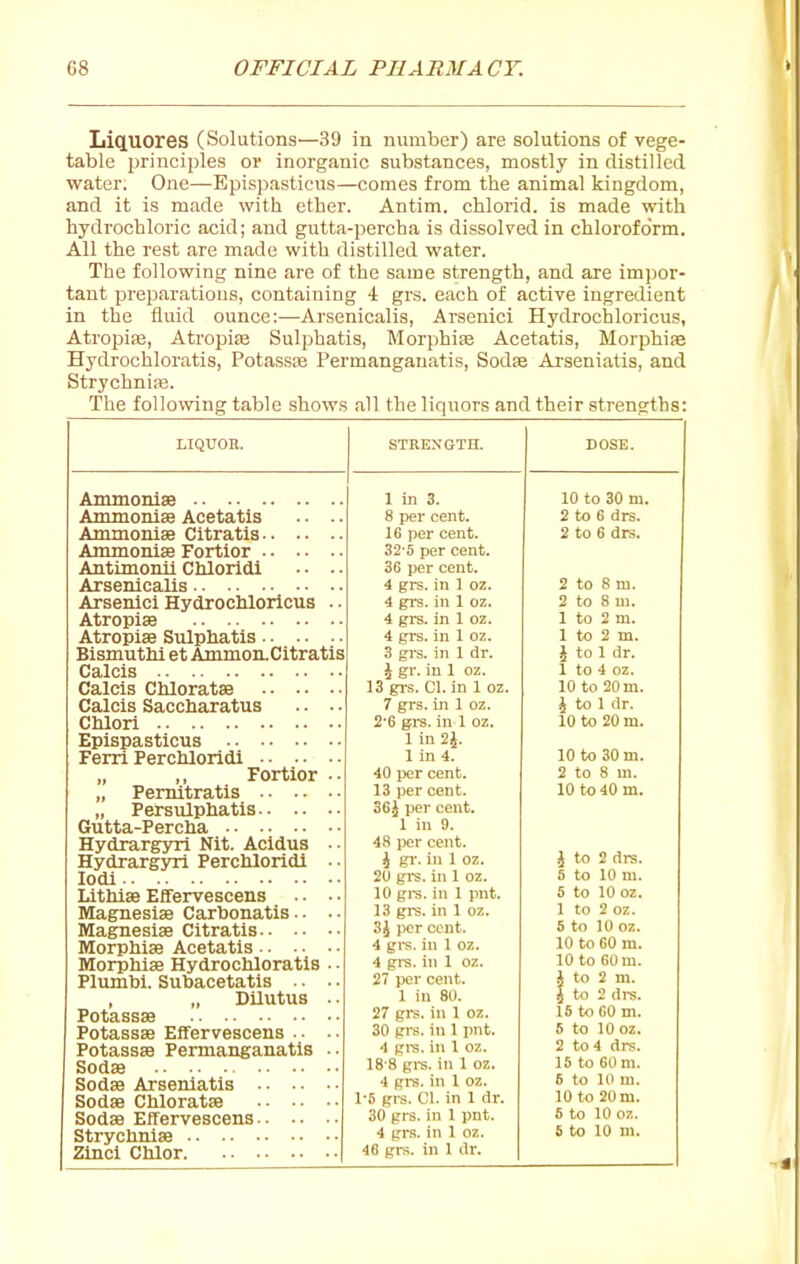 68 OFFICIAL PHARMACY.
Liquores (Solutions—39 in number) are solutions of vege-
table principles or inorganic substances, mostly in distilled
water. One—Epispasticus—comes from the animal kingdom,
and it is made with ether. Antim. chlorid. is made with
hydrochloric acid; and gutta-percha is dissolved in chloroform.
All the rest are made with distilled water.
The following nine are of the same strength, and are impor-
tant preparations, containing 4 grs. each of active ingredient
in the fluid ounce:—Arsenicalis, Arsenici Hydrochloricus,
Atropiæ, Atropiæ Sulphatis, Morphiæ Acetatis, Morphiæ
Hydrochloratis, Potassæ Permanganatis, Sodæ Arseniatis, and
Strychniæ.
The following table shows all the liquors and their strengths:
LIQUOR. STRENGTH. DOSE.
Ammoniæ .. .. .. .. .. .. 1 in 3. 10 to 30 m.
Ammoniæ Acetatis .. .. 8 per cent. 2 to 6 drs.
Ammoniæ Citratis.. .. .. 16 per cent. 2 to 6 drs.
Ammoniæ Fortior .. .. .. 32·5 per cent.
Antimonii Chloridi .. .. 36 per cent.
Arsenicalis .. .. .. .. .. 4 grs. in 1 oz. 2 to 8 m.
Arsenici Hydrochloricus .. 4 grs. in 1 oz. 2 to 8 m.
Atropiæ .. .. .. .. .. 4 grs. in 1 oz. 1 to 2 m.
Atropiæ Sulphatis .. .. .. 4 grs. in 1 oz. 1 to 2 m.
Bismuthi et Ammon. Citratis 3 grs. in 1 dr. ½ to 1 dr.
Calcis .. .. .. .. .. .. ½ gr. in 1 oz. 1 to 4 oz.
Calcis Chloratæ .. .. .. 13 grs. Cl. in 1 oz. 10 to 20 m.
Calcis Saccharatus .. .. 7 grs. in 1 oz. ½ to 1 dr.
Chlori .. .. .. .. .. .. 2·6 grs. in 1 oz. 10 to 20 m.
Epispasticus .. .. .. .. 1 in 2½.
Ferri Perchloridi .. .. .. 1 in 4. 10 to 30 m.
„ ,, Fortior .. 40 per cent. 2 to 8 m.
„ Pernitratis .. .. .. 13 per cent. 10 to 40 m.
„ Persulphatis.. .. .. 36½ per cent.
Gutta-Percha .. .. .. .. 1 in 9.
Hydrargyri Nit. Acidus .. 48 per cent.
Hydrargyri Perchloridi .. ½ gr. in 1 oz. ½ to 2 drs.
Iodi .. .. .. .. .. .. .. 20 grs. in 1 oz. 5 to 10 m.
Lithiæ Effervescens .. .. 10 grs. in 1 pnt. 5 to 10 oz.
Magnesiæ Carbonatis .. .. 13 grs. in 1 oz. 1 to 2 oz.
Magnesiæ Citratis.. .. .. 3½ per cent. 5 to 10 oz.
Morphiæ Acetatis .. .. .. 4 grs. in 1 oz. 10 to 60 m.
Morphiæ Hydrochloratis .. 4 grs. in 1 oz. 10 to 60 m.
Plumbi. Subacetatis .. .. 27 per cent. ½ to 2 m.
, „ Dilutus .. 1 in 80. ½ to 2 drs.
Potassæ .. .. .. .. .. 27 grs. in 1 oz. 15 to 60 m.
Potassæ Effervescens .. .. 30 grs. in 1 pnt. 5 to 10 oz.
Potassæ Permanganatis .. 4 grs. in 1 oz. 2 to 4 drs.
Sodæ .. .. .. .. .. .. 18·8 grs. in 1 oz. 15 to 60 m.
Sodæ Arseniatis .. .. .. 4 grs. in 1 oz. 5 to 10 m.
Sodæ Chloratæ .. .. .. 1·5 grs. Cl. in 1 dr. 10 to 20 m.
Sodæ Effervescens.. .. .. 30 grs. in 1 pnt. 5 to 10 oz.
Strychniæ .. .. .. .. .. 4 grs. in 1 oz. 5 to 10 m.
Zinci Chlor. .. .. .. .. 46 grs. in 1 dr.